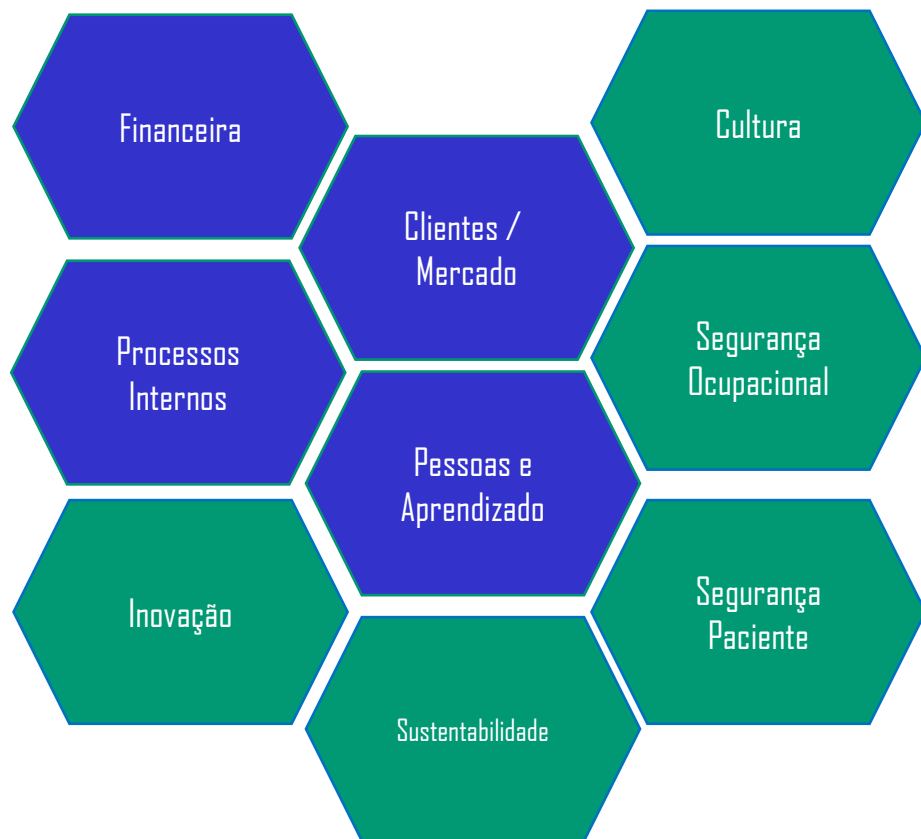 Financeira
Cultura
Clientes /
Mercado
Processos
Internos
Segurança
Ocupacional
Pessoas e
Aprendizado
Inovação
Segurança
Paciente
Sustentabilidade